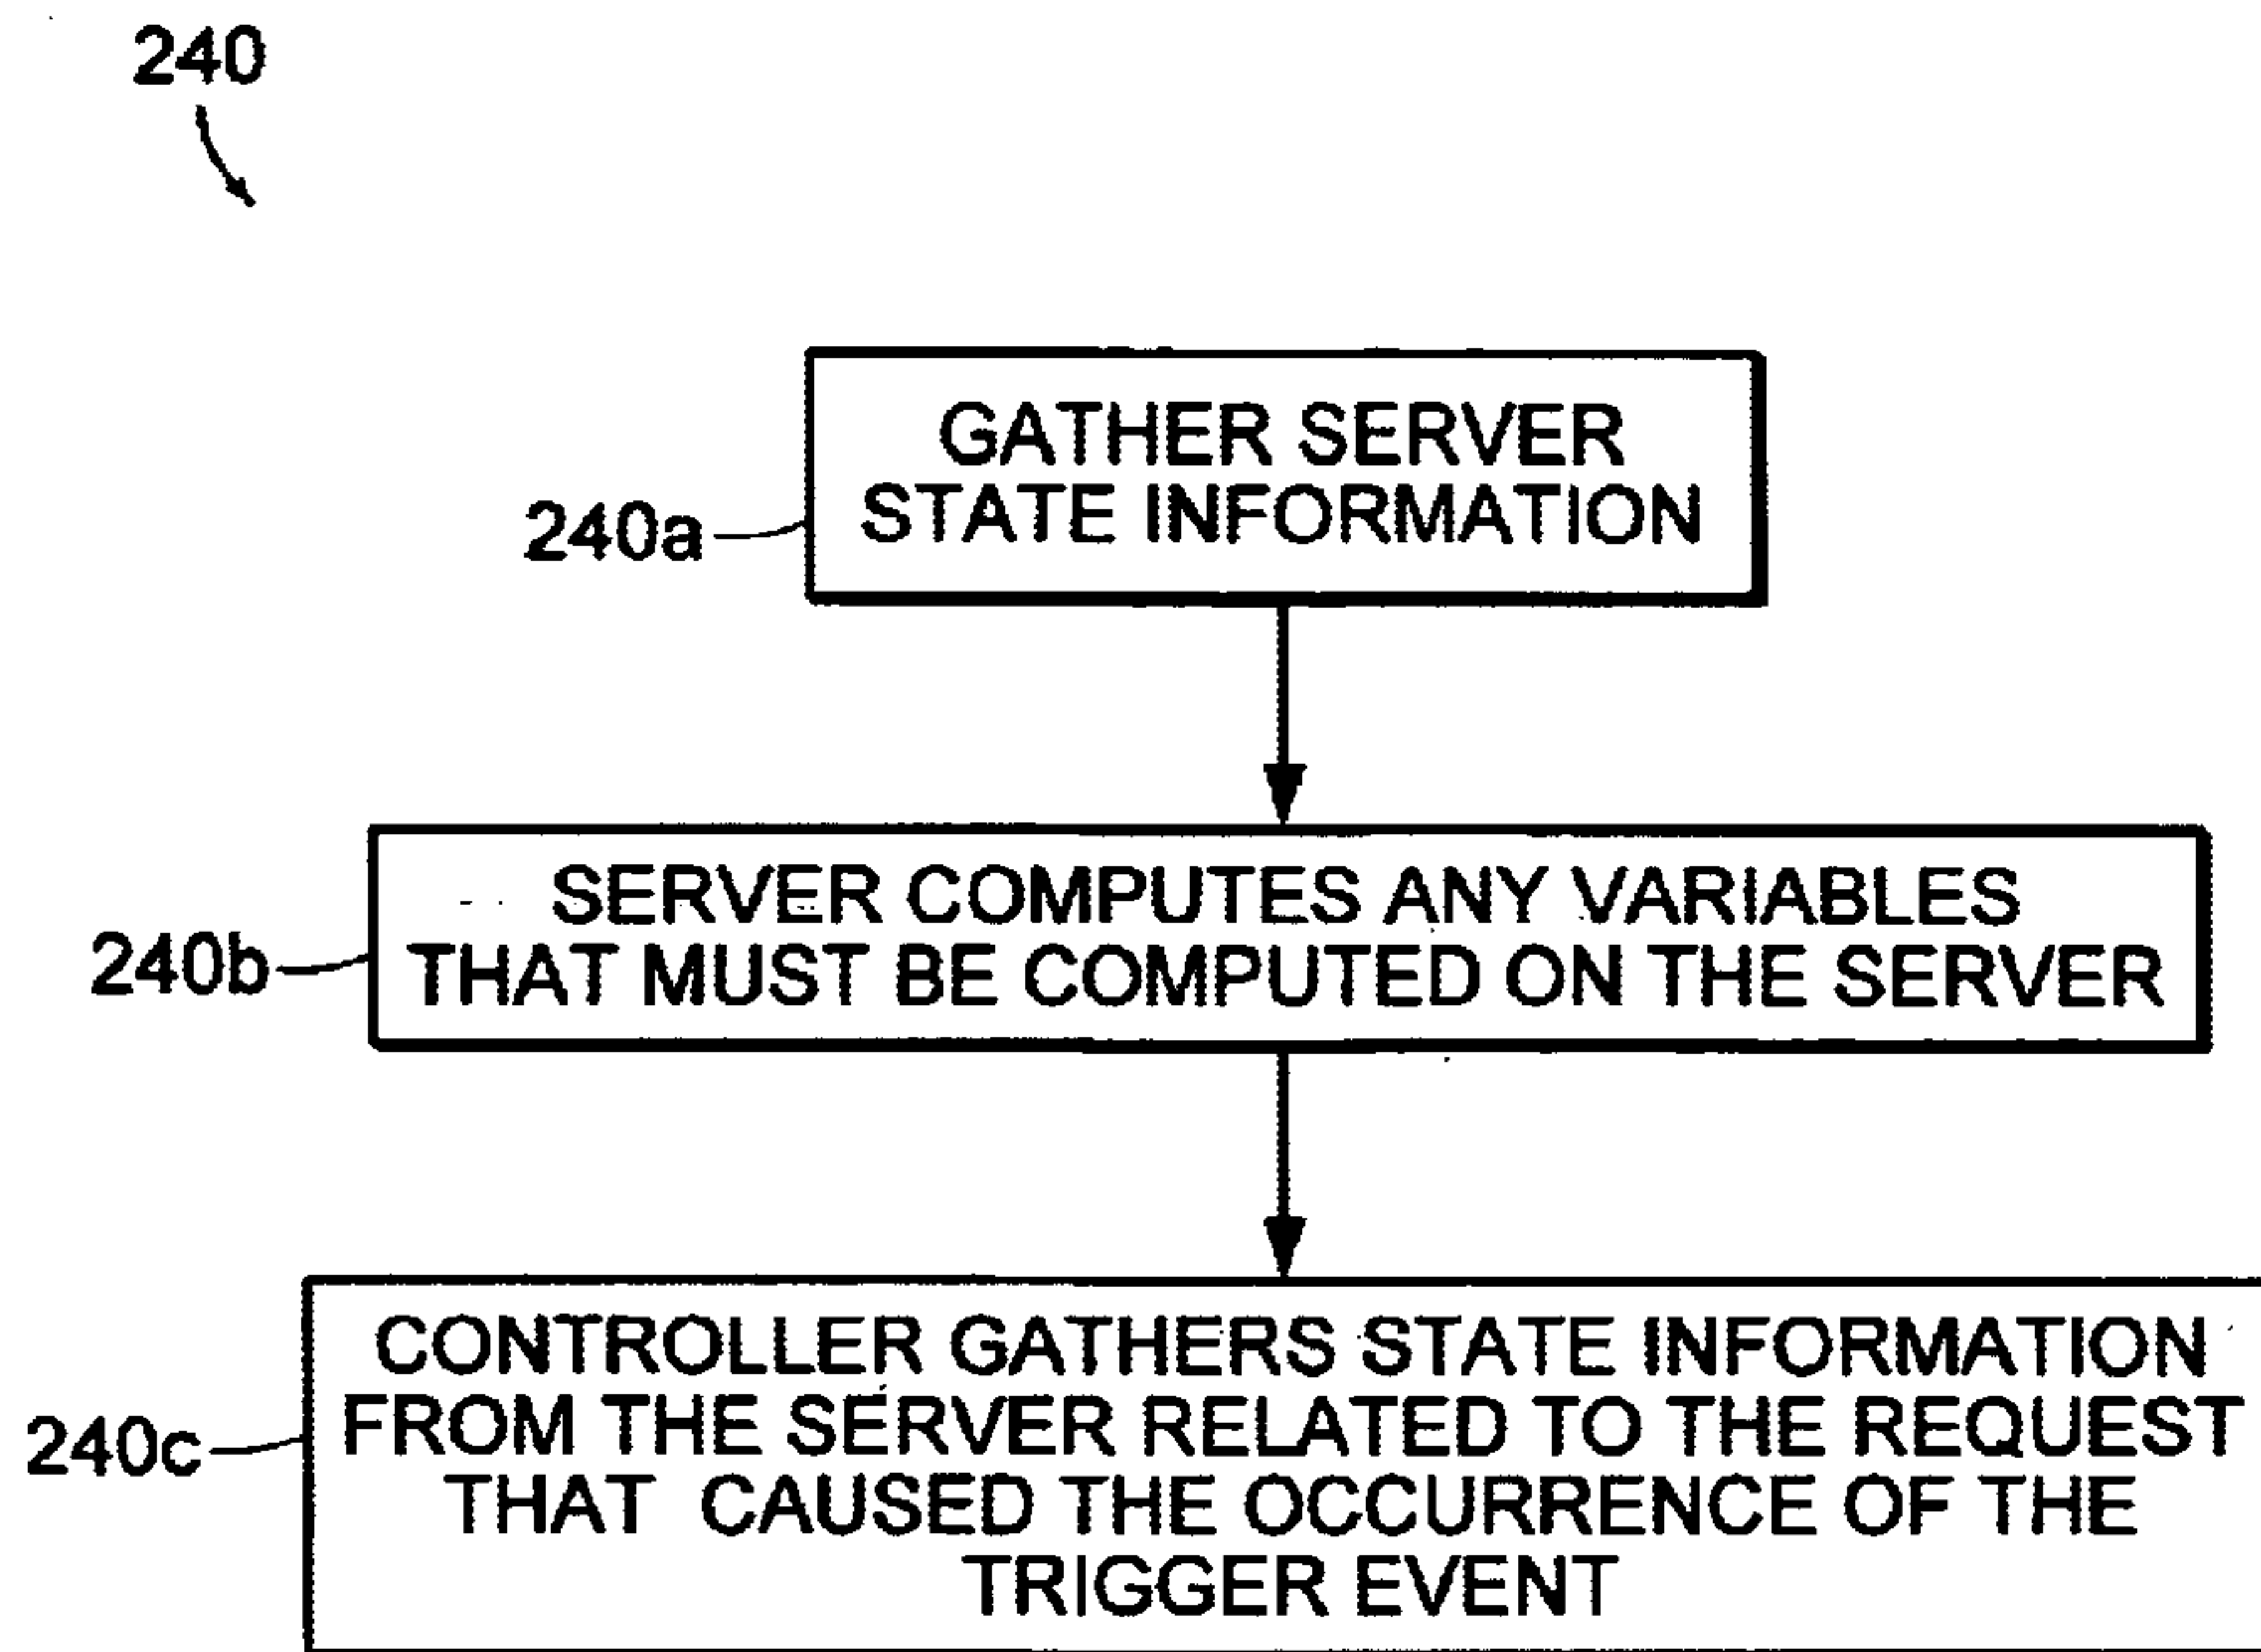 240
GATHER SERVER
STATE INFORMATION
240a
SERVER COMPUTES ANY VARIABLES
THAT MUST BE COMPUTED ON THE SERVER
240b
CONTROLLER GATHERS STATE INFORMATION
FROM THE SERVER RELATED TO THE REQUEST
THAT CAUSED THE OCCURRENCE OF THE
TRIGGER EVENT
240c